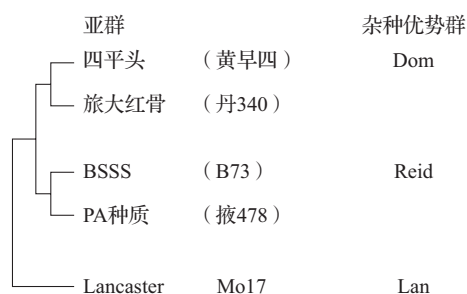 亚群 杂种优势群
四平头 （黄早四） Dom
旅大红骨 （丹340）
BSSS （B73） Reid
PA种质 （掖478）
Lancaster Mo17 Lan